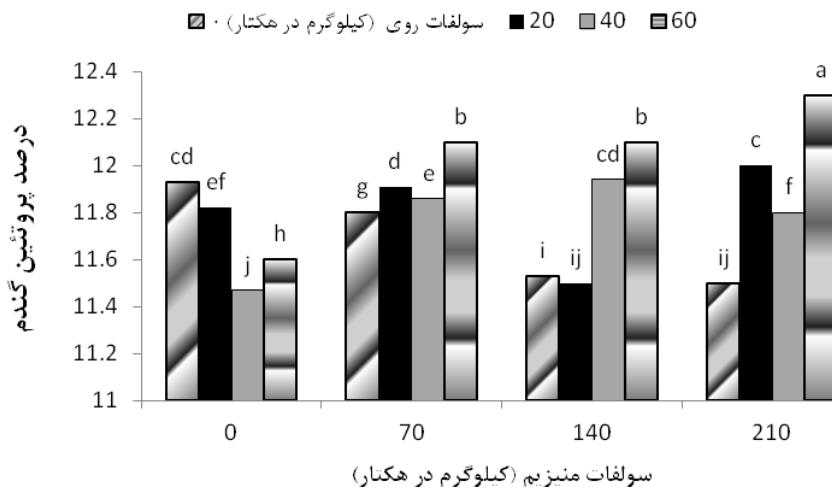 سولفات روی (کیلوگرم در هکتار) ۰ 20 40 60
درصد پروتئین گندم
12.4
12.2
12
11.8
11.6
11.4
11.2
11
cd ef j h
g d e b
i ij cd b
ij c f a
0 70 140 210
سولفات منیزیم (کیلوگرم در هکتار)